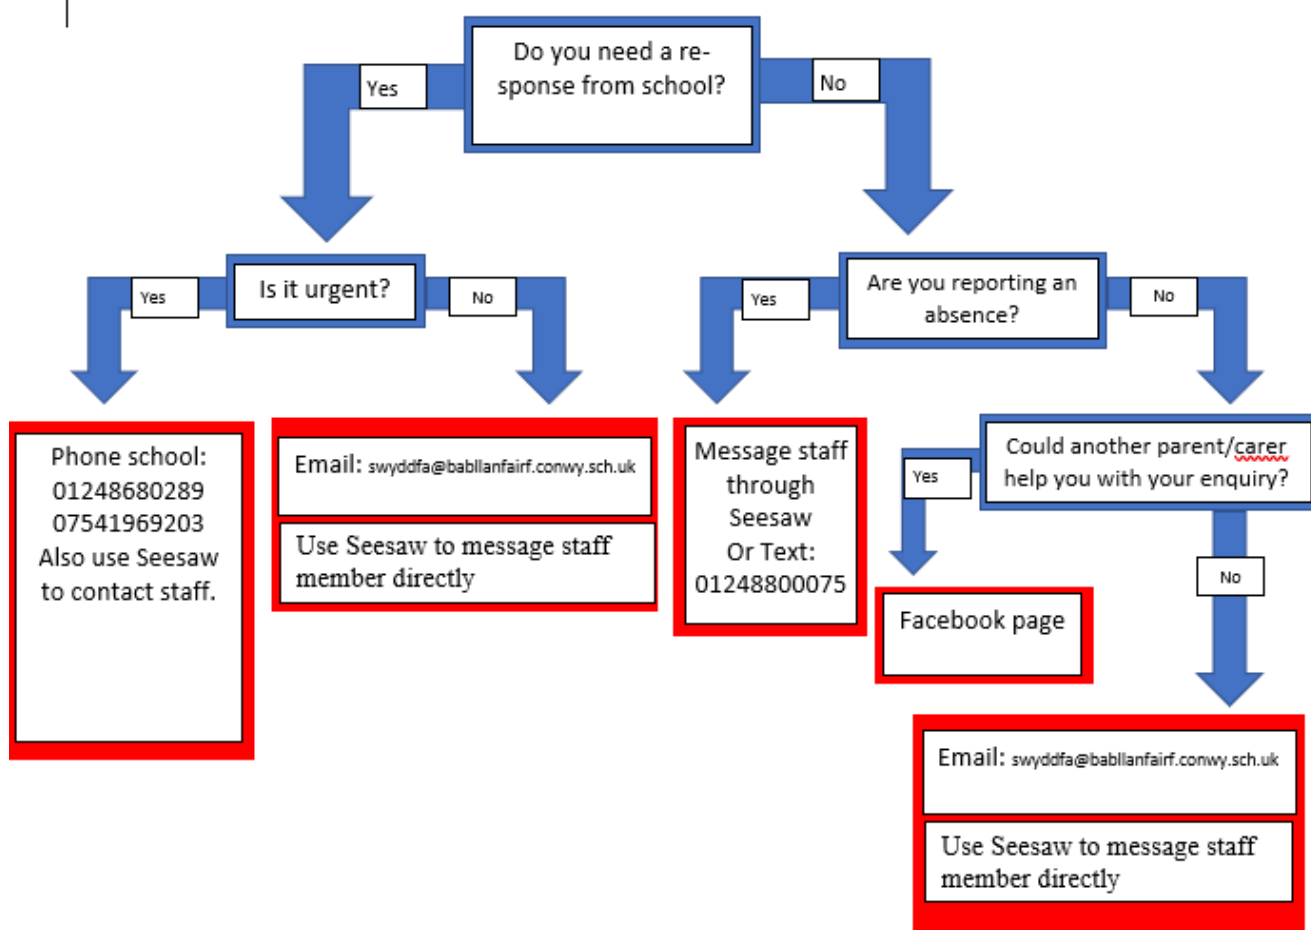 Do you need a re-
sponse from school?
Yes
No
Is it urgent?
Yes
No
Are you reporting an
absence?
Yes
No
Phone school:
01248680289
07541969203
Also use Seesaw
to contact staff.
Email: swyddfa@babllanfairf.conwy.sch.uk
Use Seesaw to message staff
member directly
Message staff
through
Seesaw
Or Text:
01248800075
Could another parent/carer
help you with your enquiry?
Yes
No
Facebook page
Email: swyddfa@babllanfairf.conwy.sch.uk
Use Seesaw to message staff
member directly